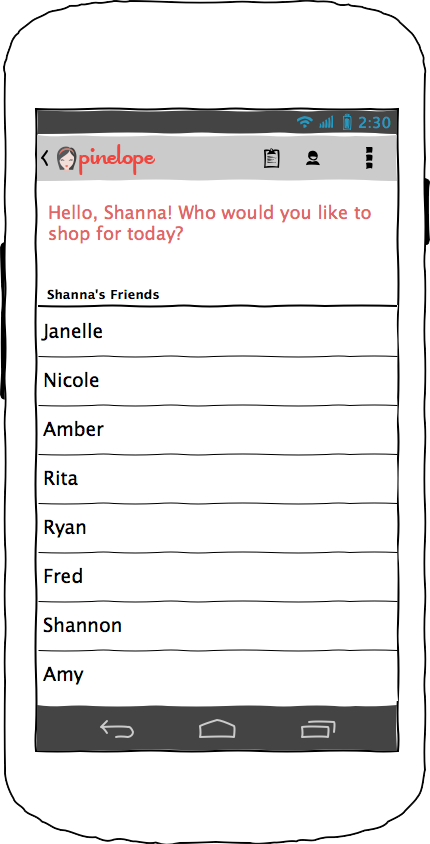 2:30
pinelope
Hello, Shanna! Who would you like to
shop for today?
Shanna's Friends
Janelle
Nicole
Amber
Rita
Ryan
Fred
Shannon
Amy